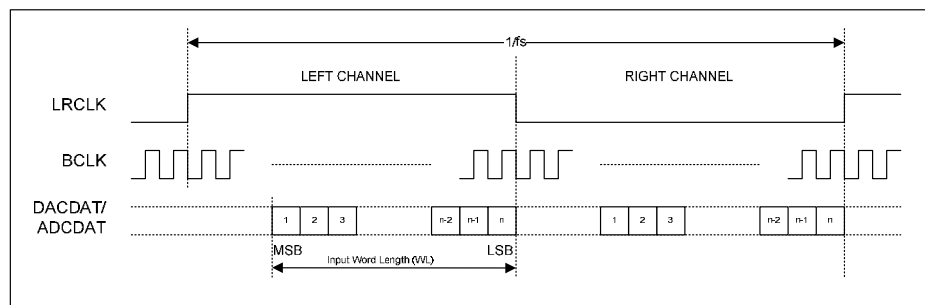 1/fs
LEFT CHANNEL RIGHT CHANNEL
LRCLK
BCLK
DACDAT/
ADCDAT
1 2 3 n-2 n-1 n 1 2 3 n-2 n-1 n
MSB LSB
Input Word Length (WL)